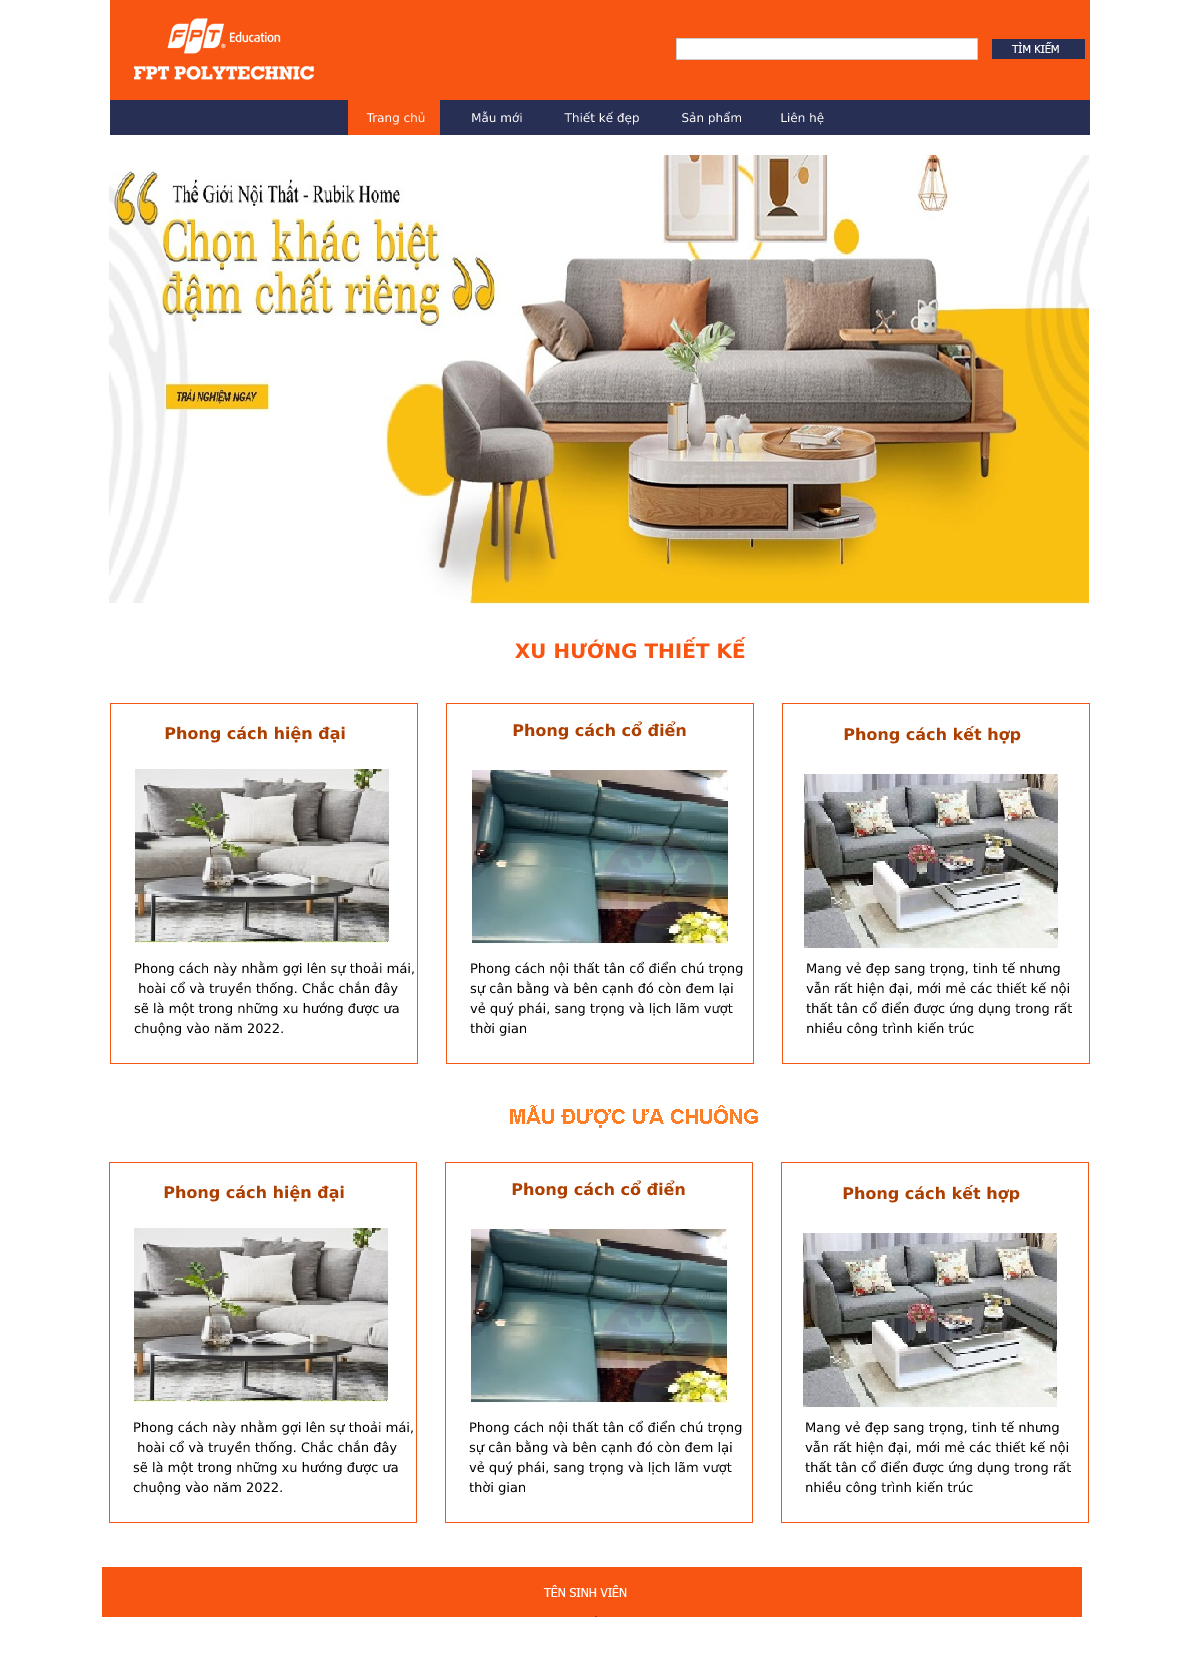 FPT Education
FPT POLYTECHNIC
TÌM KIẾM
Trang chủ Mẫu mới Thiết kế đẹp Sản phẩm Liên hệ
“ Thế Giới Nội Thất - Rubik Home
Chọn khác biệt
đậm chất riêng ”
TRẢI NGHIỆM NGAY
XU HƯỚNG THIẾT KẾ
Phong cách hiện đại
Phong cách này nhằm gợi lên sự thoải mái,
hoài cổ và truyền thống. Chắc chắn đây
sẽ là một trong những xu hướng được ưa
chuộng vào năm 2022.
Phong cách cổ điển
Phong cách nội thất tân cổ điển chú trọng
sự cân bằng và bên cạnh đó còn đem lại
vẻ quý phái, sang trọng và lịch lãm vượt
thời gian
Phong cách kết hợp
Mang vẻ đẹp sang trọng, tinh tế nhưng
vẫn rất hiện đại, mới mẻ các thiết kế nội
thất tân cổ điển được ứng dụng trong rất
nhiều công trình kiến trúc
MẪU ĐƯỢC ƯA CHUÔNG
Phong cách hiện đại
Phong cách này nhằm gợi lên sự thoải mái,
hoài cổ và truyền thống. Chắc chắn đây
sẽ là một trong những xu hướng được ưa
chuộng vào năm 2022.
Phong cách cổ điển
Phong cách nội thất tân cổ điển chú trọng
sự cân bằng và bên cạnh đó còn đem lại
vẻ quý phái, sang trọng và lịch lãm vượt
thời gian
Phong cách kết hợp
Mang vẻ đẹp sang trọng, tinh tế nhưng
vẫn rất hiện đại, mới mẻ các thiết kế nội
thất tân cổ điển được ứng dụng trong rất
nhiều công trình kiến trúc
TÊN SINH VIÊN